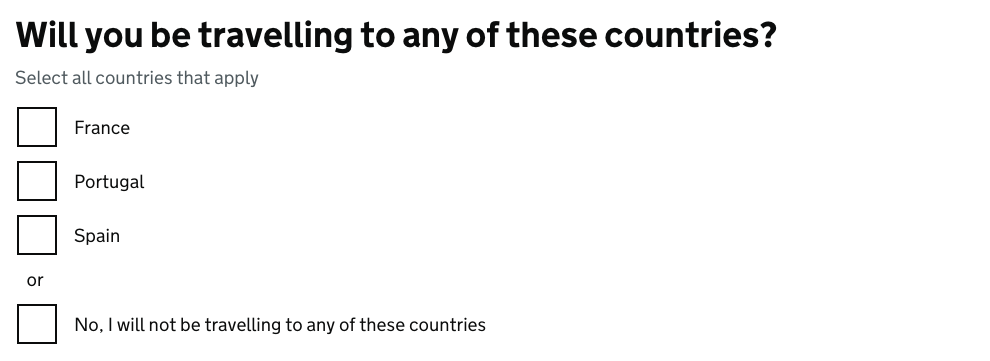 Will you be travelling to any of these countries?
Select all countries that apply
France
Portugal
Spain
or
No, I will not be travelling to any of these countries